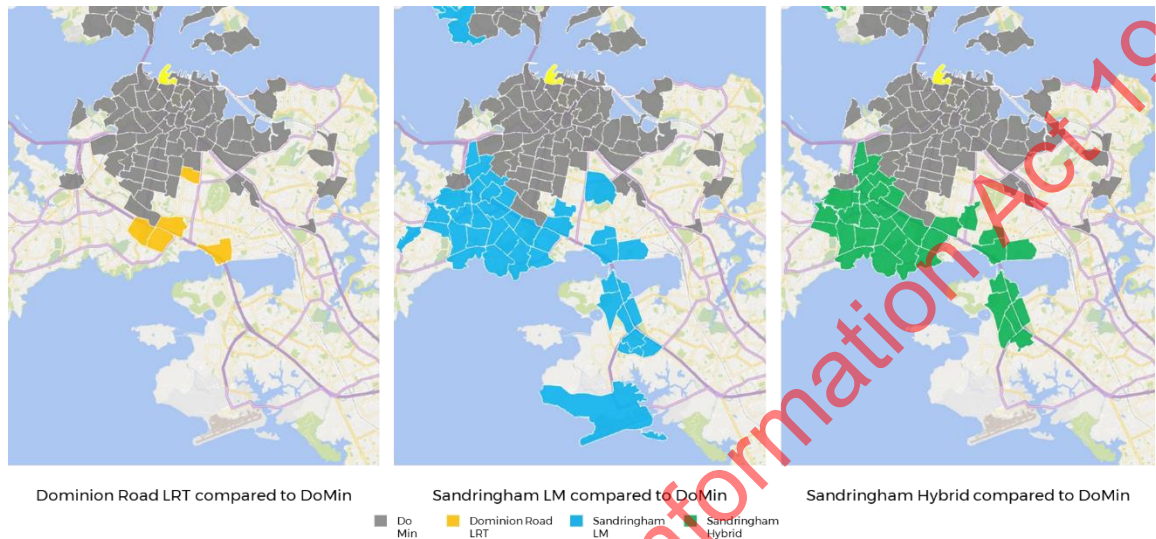 Dominion Road LRT compared to DoMin
Sandringham LM compared to DoMin
Sandringham Hybrid compared to DoMin
Do Min
Dominion Road LRT
Sandringham LM
Sandringham Hybrid
formation Act 19